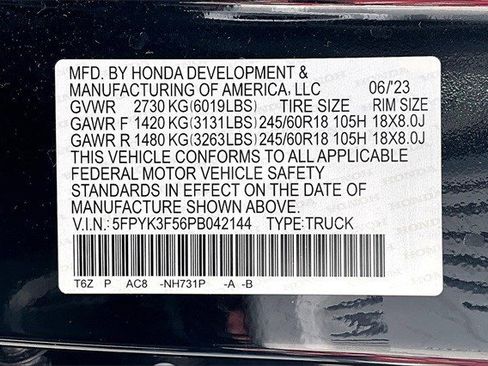 MFD. BY HONDA DEVELOPMENT &
MANUFACTURING OF AMERICA, LLC 06/'23
GVWR 2730 KG(6019LBS) TIRE SIZE RIM SIZE
GAWR F 1420 KG(3131LBS) 245/60R18 105H 18X8.0J
GAWR R 1480 KG(3263LBS) 245/60R18 105H 18X8.0J
THIS VEHICLE CONFORMS TO ALL APPLICABLE
FEDERAL MOTOR VEHICLE SAFETY
STANDARDS IN EFFECT ON THE DATE OF
MANUFACTURE SHOWN ABOVE.
V.I.N.: 5FPYK3F56PB042144 TYPE:TRUCK
T6Z P AC8 -NH731P -A -B